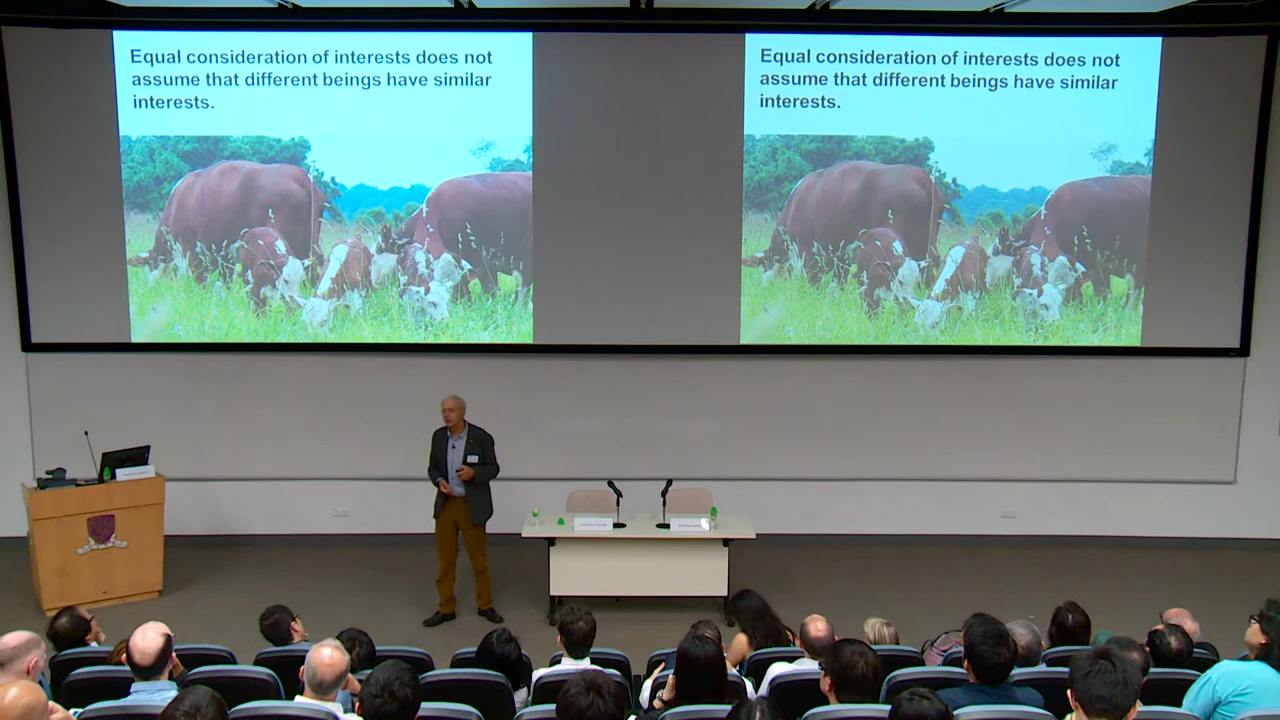 Equal consideration of interests does not
assume that different beings have similar
interests.
Equal consideration of interests does not
assume that different beings have similar
interests.